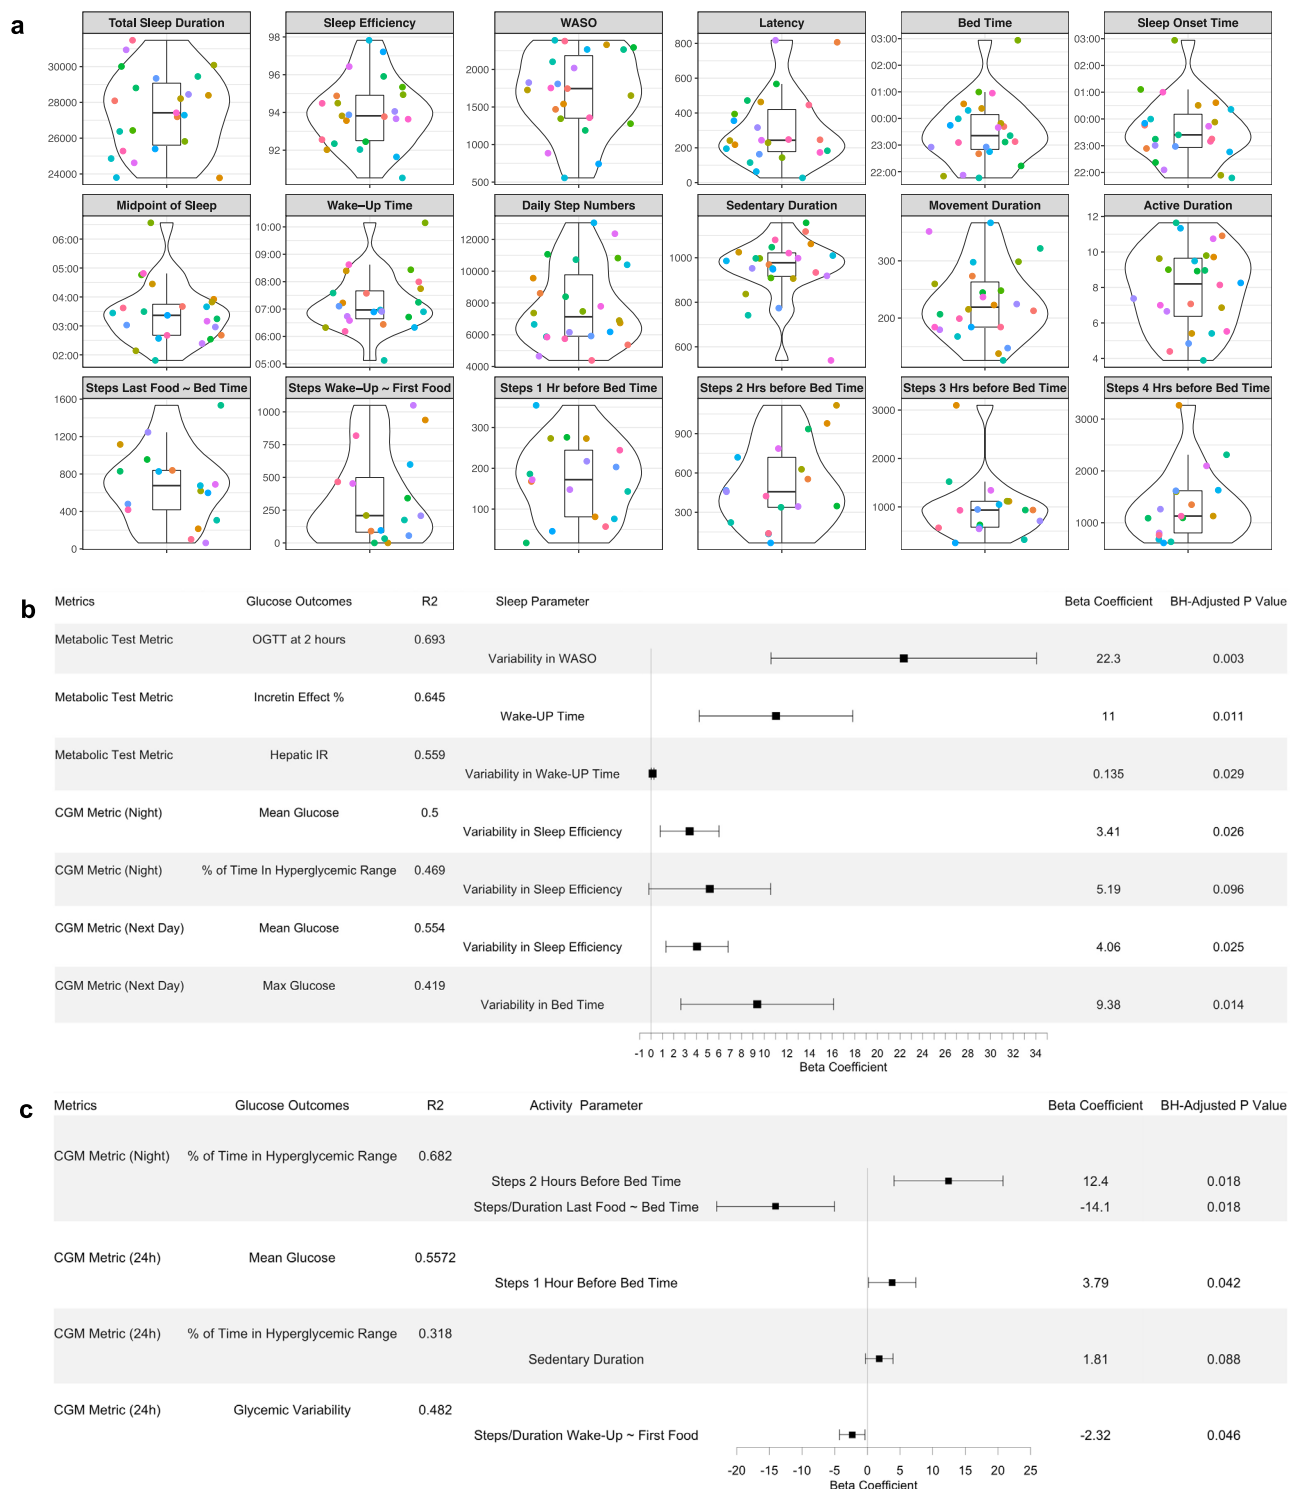 a
Total Sleep Duration
Sleep Efficiency
WASO
Latency
Bed Time
Sleep Onset Time
30000
28000
26000
24000
98
96
94
92
2000
1500
1000
500
800
600
400
200
0
03:00
02:00
01:00
00:00
23:00
22:00
03:00
02:00
01:00
00:00
23:00
22:00
Midpoint of Sleep
Wake–Up Time
Daily Step Numbers
Sedentary Duration
Movement Duration
Active Duration
06:00
05:00
04:00
03:00
02:00
10:00
09:00
08:00
07:00
06:00
05:00
12000
10000
8000
6000
4000
1000
800
600
300
200
12
10
8
6
4
Steps Last Food ~ Bed Time
Steps Wake–Up ~ First Food
Steps 1 Hr before Bed Time
Steps 2 Hrs before Bed Time
Steps 3 Hrs before Bed Time
Steps 4 Hrs before Bed Time
1600
1200
800
400
0
1000
750
500
250
0
300
200
100
900
600
300
3000
2000
1000
3000
2000
1000
b
Metrics Glucose Outcomes R2 Sleep Parameter Beta Coefficient BH-Adjusted P Value
Metabolic Test Metric OGTT at 2 hours 0.693
Variability in WASO 22.3 0.003
Metabolic Test Metric Incretin Effect % 0.645
Wake-UP Time 11 0.011
Metabolic Test Metric Hepatic IR 0.559
Variability in Wake-UP Time 0.135 0.029
CGM Metric (Night) Mean Glucose 0.5
Variability in Sleep Efficiency 3.41 0.026
CGM Metric (Night) % of Time In Hyperglycemic Range 0.469
Variability in Sleep Efficiency 5.19 0.096
CGM Metric (Next Day) Mean Glucose 0.554
Variability in Sleep Efficiency 4.06 0.025
CGM Metric (Next Day) Max Glucose 0.419
Variability in Bed Time 9.38 0.014
-1 0 1 2 3 4 5 6 7 8 9 10 12 14 16 18 20 22 24 26 28 30 32 34
Beta Coefficient
c
Metrics Glucose Outcomes R2 Activity Parameter Beta Coefficient BH-Adjusted P Value
CGM Metric (Night) % of Time in Hyperglycemic Range 0.682
Steps 2 Hours Before Bed Time 12.4 0.018
Steps/Duration Last Food ~ Bed Time -14.1 0.018
CGM Metric (24h) Mean Glucose 0.5572
Steps 1 Hour Before Bed Time 3.79 0.042
CGM Metric (24h) % of Time in Hyperglycemic Range 0.318
Sedentary Duration 1.81 0.088
CGM Metric (24h) Glycemic Variability 0.482
Steps/Duration Wake-Up ~ First Food -2.32 0.046
-20 -15 -10 -5 0 5 10 15 20 25
Beta Coefficient